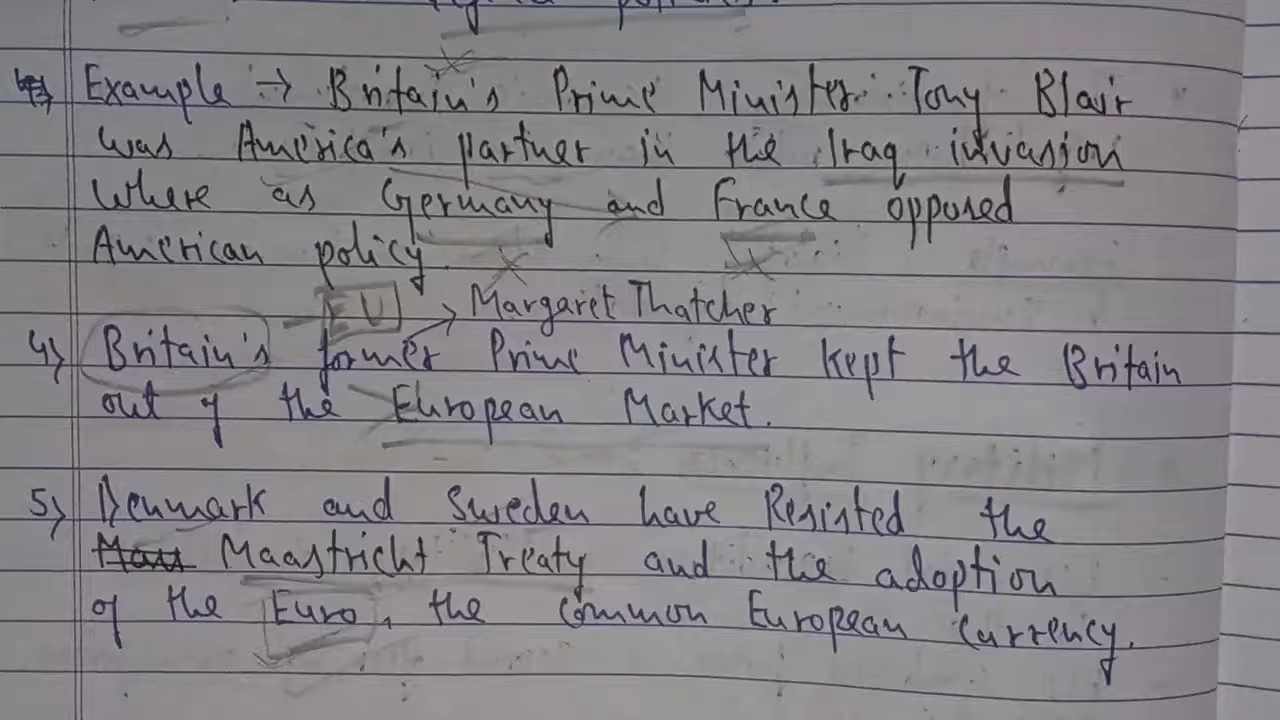 Example → Britain's Prime Minister Tony Blair
was America's partner in the Iraq invasion
where as Germany and France opposed
American policy.
EU → Margaret Thatcher
4) Britain's former Prime Minister kept the Britain
out of the European Market.
5) Denmark and Sweden have Resisted the
Maastricht Treaty and the adoption
of the Euro, the common European Currency.